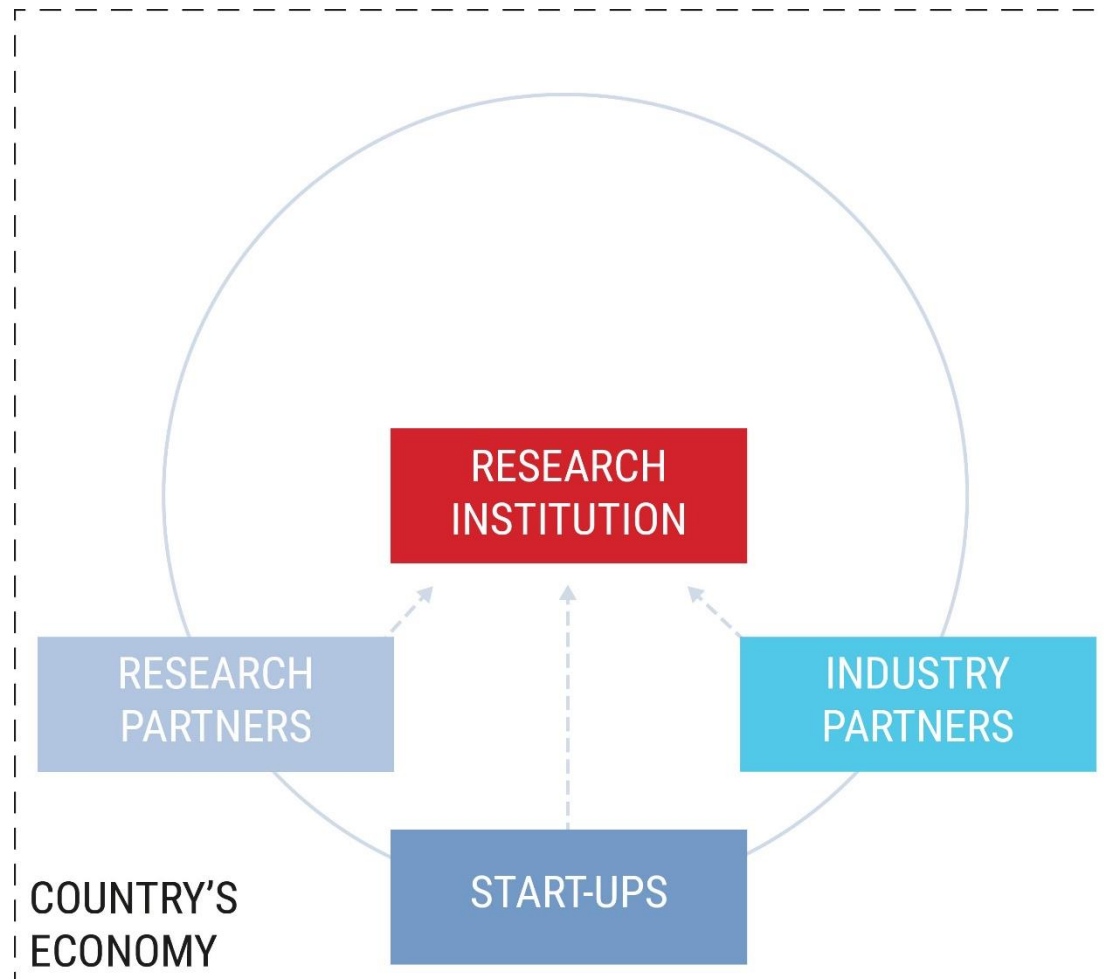 RESEARCH
INSTITUTION
RESEARCH
PARTNERS
INDUSTRY
PARTNERS
START-UPS
COUNTRY'S
ECONOMY